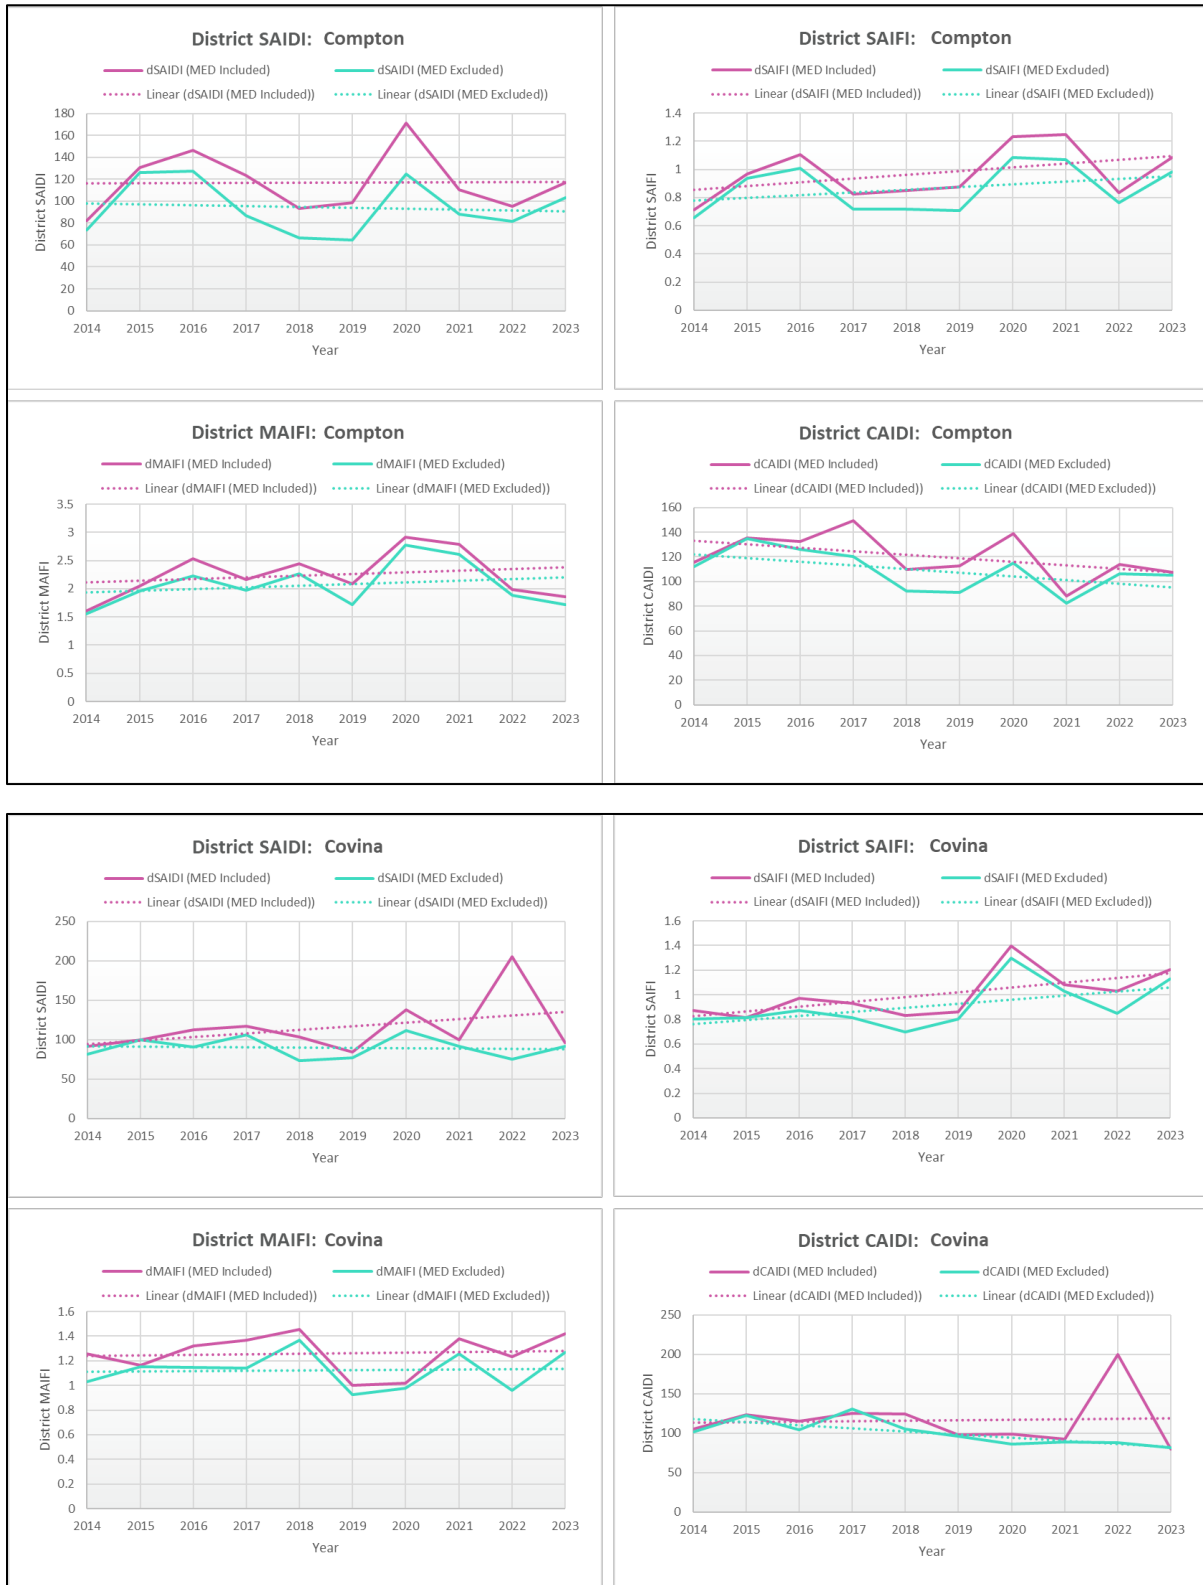 District SAIDI: Compton
dSAIDI (MED Included) dSAIDI (MED Excluded)
Linear (dSAIDI (MED Included)) Linear (dSAIDI (MED Excluded))
180
160
140
120
100
80
60
40
20
0
District SAIDI
2014 2015 2016 2017 2018 2019 2020 2021 2022 2023
Year
District SAIFI: Compton
dSAIFI (MED Included) dSAIFI (MED Excluded)
Linear (dSAIFI (MED Included)) Linear (dSAIFI (MED Excluded))
1.4
1.2
1
0.8
0.6
0.4
0.2
0
District SAIFI
2014 2015 2016 2017 2018 2019 2020 2021 2022 2023
Year
District MAIFI: Compton
dMAIFI (MED Included) dMAIFI (MED Excluded)
Linear (dMAIFI (MED Included)) Linear (dMAIFI (MED Excluded))
3.5
3
2.5
2
1.5
1
0.5
0
District MAIFI
2014 2015 2016 2017 2018 2019 2020 2021 2022 2023
Year
District CAIDI: Compton
dCAIDI (MED Included) dCAIDI (MED Excluded)
Linear (dCAIDI (MED Included)) Linear (dCAIDI (MED Excluded))
160
140
120
100
80
60
40
20
0
District CAIDI
2014 2015 2016 2017 2018 2019 2020 2021 2022 2023
Year
District SAIDI: Covina
dSAIDI (MED Included) dSAIDI (MED Excluded)
Linear (dSAIDI (MED Included)) Linear (dSAIDI (MED Excluded))
250
200
150
100
50
0
District SAIDI
2014 2015 2016 2017 2018 2019 2020 2021 2022 2023
Year
District SAIFI: Covina
dSAIFI (MED Included) dSAIFI (MED Excluded)
Linear (dSAIFI (MED Included)) Linear (dSAIFI (MED Excluded))
1.6
1.4
1.2
1
0.8
0.6
0.4
0.2
0
District SAIFI
2014 2015 2016 2017 2018 2019 2020 2021 2022 2023
Year
District MAIFI: Covina
dMAIFI (MED Included) dMAIFI (MED Excluded)
Linear (dMAIFI (MED Included)) Linear (dMAIFI (MED Excluded))
1.6
1.4
1.2
1
0.8
0.6
0.4
0.2
0
District MAIFI
2014 2015 2016 2017 2018 2019 2020 2021 2022 2023
Year
District CAIDI: Covina
dCAIDI (MED Included) dCAIDI (MED Excluded)
Linear (dCAIDI (MED Included)) Linear (dCAIDI (MED Excluded))
250
200
150
100
50
0
District CAIDI
2014 2015 2016 2017 2018 2019 2020 2021 2022 2023
Year